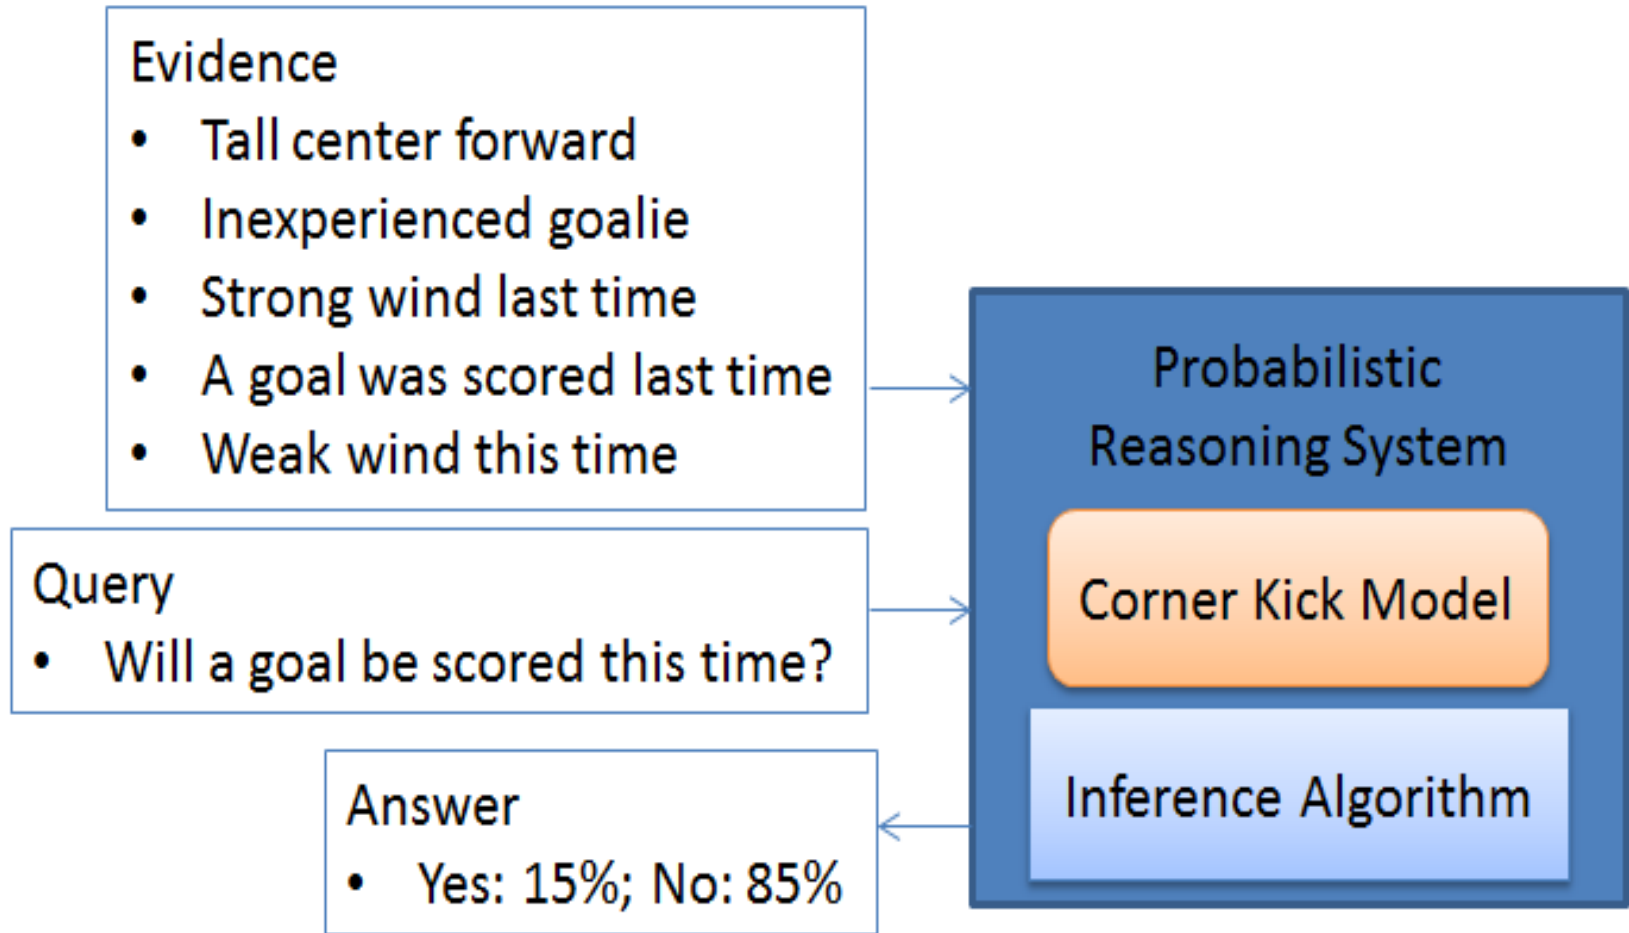 Evidence
• Tall center forward
• Inexperienced goalie
• Strong wind last time
• A goal was scored last time
• Weak wind this time
Query
• Will a goal be scored this time?
Answer
• Yes: 15%; No: 85%
Probabilistic
Reasoning System
Corner Kick Model
Inference Algorithm